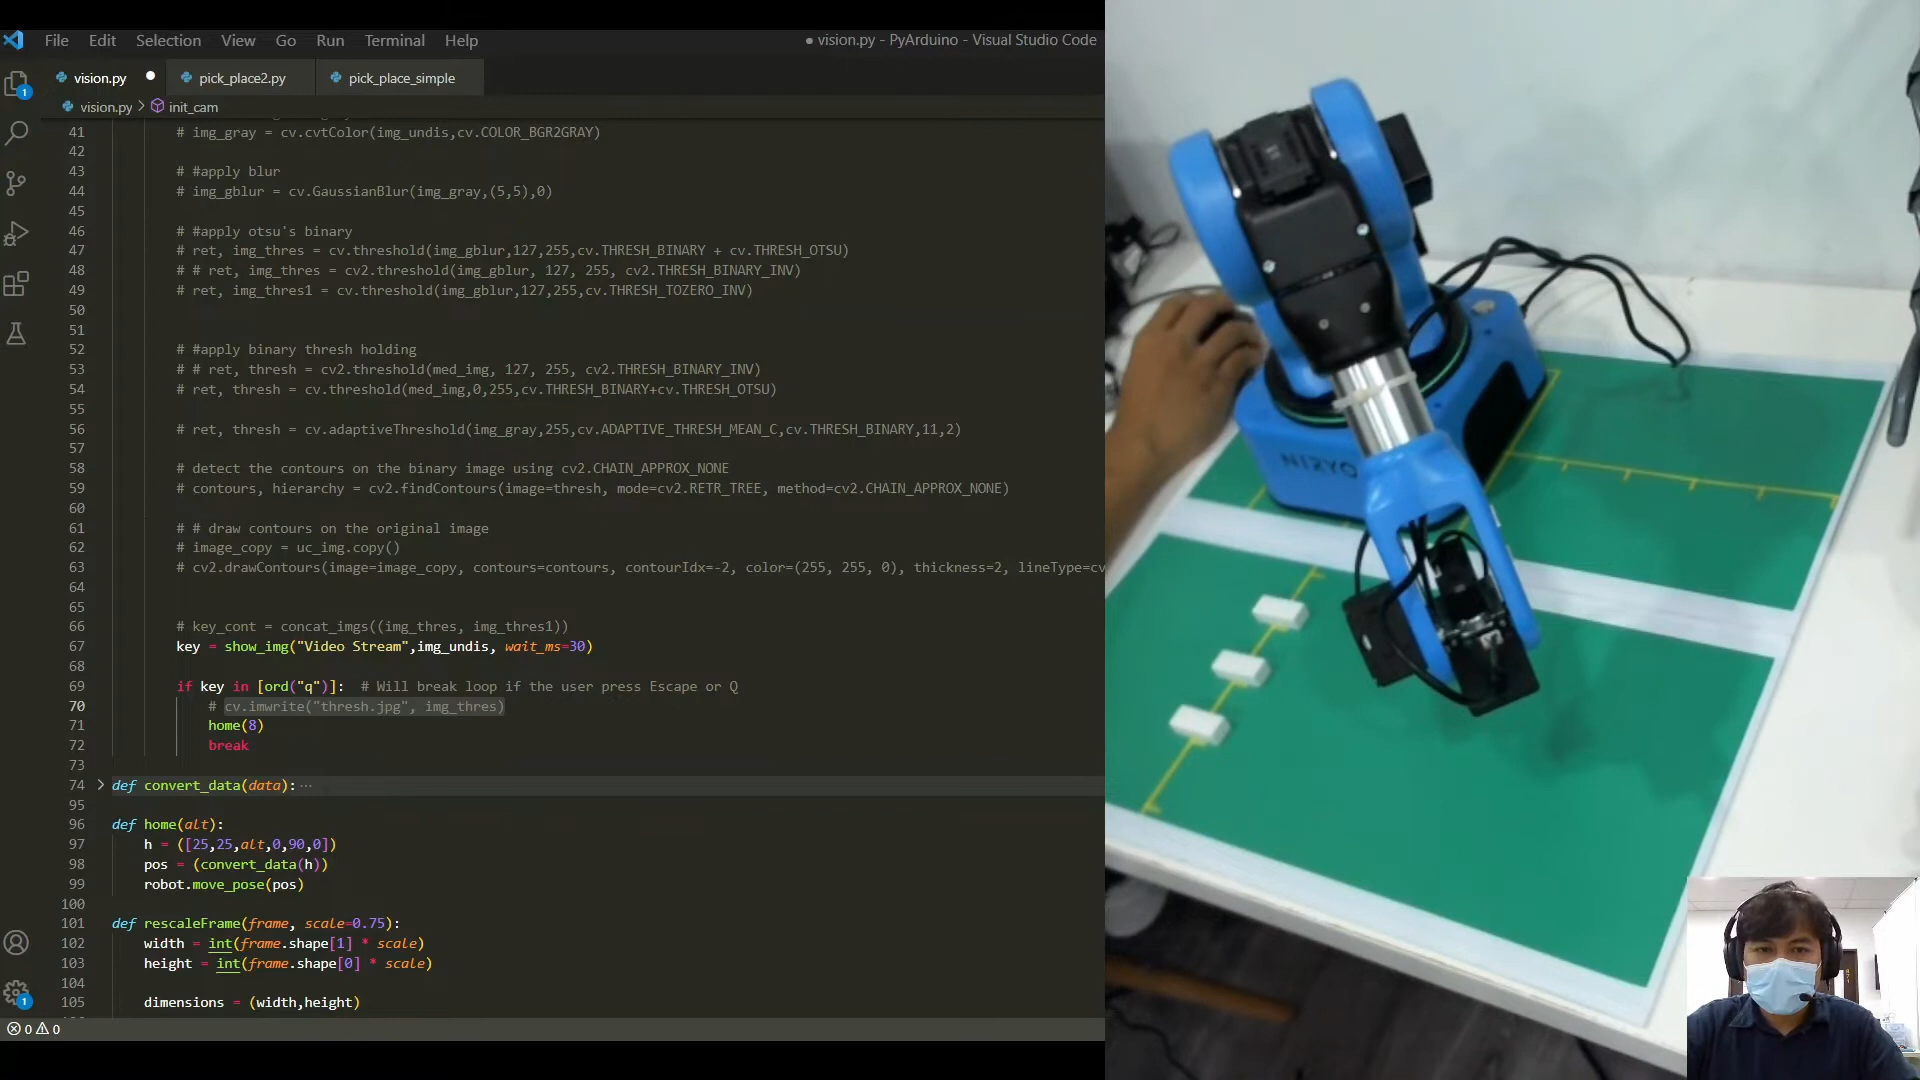 File Edit Selection View Go Run Terminal Help
● vision.py - PyArduino - Visual Studio Code
vision.py
pick_place2.py
pick_place_simple
vision.py > init_cam
41 # img_gray = cv.cvtColor(img_undis,cv.COLOR_BGR2GRAY)
42
43 # #apply blur
44 # img_gblur = cv.GaussianBlur(img_gray,(5,5),0)
45
46 # #apply otsu's binary
47 # ret, img_thres = cv.threshold(img_gblur,127,255,cv.THRESH_BINARY + cv.THRESH_OTSU)
48 # # ret, img_thres = cv2.threshold(img_gblur, 127, 255, cv2.THRESH_BINARY_INV)
49 # ret, img_thres1 = cv.threshold(img_gblur,127,255,cv.THRESH_TOZERO_INV)
50
51
52 # #apply binary thresh holding
53 # # ret, thresh = cv2.threshold(med_img, 127, 255, cv2.THRESH_BINARY_INV)
54 # ret, thresh = cv.threshold(med_img,0,255,cv.THRESH_BINARY+cv.THRESH_OTSU)
55
56 # ret, thresh = cv.adaptiveThreshold(img_gray,255,cv.ADAPTIVE_THRESH_MEAN_C,cv.THRESH_BINARY,11,2)
57
58 # detect the contours on the binary image using cv2.CHAIN_APPROX_NONE
59 # contours, hierarchy = cv2.findContours(image=thresh, mode=cv2.RETR_TREE, method=cv2.CHAIN_APPROX_NONE)
60
61 # # draw contours on the original image
62 # image_copy = uc_img.copy()
63 # cv2.drawContours(image=image_copy, contours=contours, contourIdx=-2, color=(255, 255, 0), thickness=2, lineType=cv
64
65
66 # key_cont = concat_imgs((img_thres, img_thres1))
67 key = show_img("Video Stream",img_undis, wait_ms=30)
68
69 if key in [ord("q")]: # Will break loop if the user press Escape or Q
70 # cv.imwrite("thresh.jpg", img_thres)
71 home(8)
72 break
73
74 > def convert_data(data): ···
95
96 def home(alt):
97 h = ([25,25,alt,0,90,0])
98 pos = (convert_data(h))
99 robot.move_pose(pos)
100
101 def rescaleFrame(frame, scale=0.75):
102 width = int(frame.shape[1] * scale)
103 height = int(frame.shape[0] * scale)
104
105 dimensions = (width,height)
0 0
1
1
NIRYO